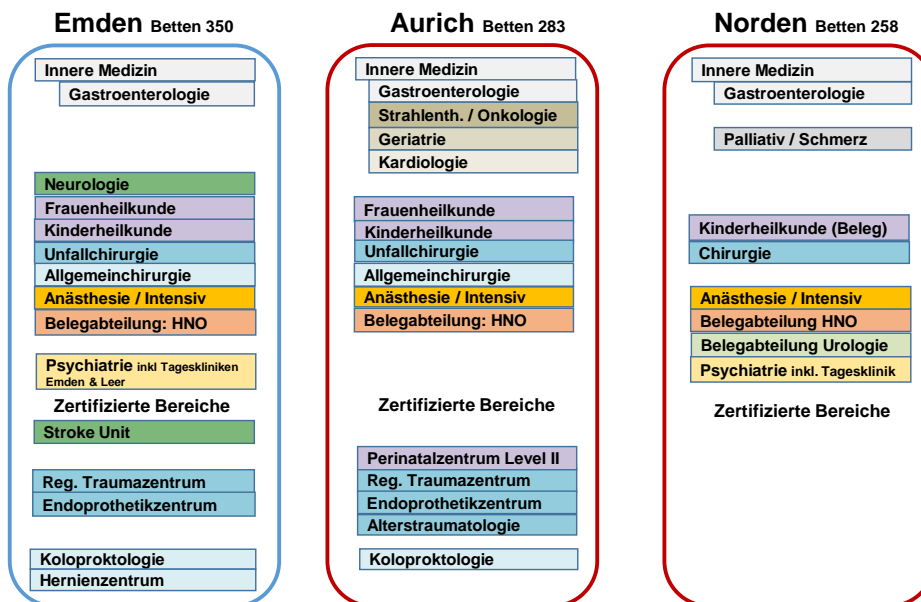 Emden Betten 350
Innere Medizin
Gastroenterologie
Neurologie
Frauenheilkunde
Kinderheilkunde
Unfallchirurgie
Allgemeinchirurgie
Anästhesie / Intensiv
Belegabteilung: HNO
Psychiatrie inkl Tageskliniken
Emden & Leer
Zertifizierte Bereiche
Stroke Unit
Reg. Traumazentrum
Endoprothetikzentrum
Koloproktologie
Hernienzentrum
Aurich Betten 283
Innere Medizin
Gastroenterologie
Strahlenth. / Onkologie
Geriatrie
Kardiologie
Frauenheilkunde
Kinderheilkunde
Unfallchirurgie
Allgemeinchirurgie
Anästhesie / Intensiv
Belegabteilung: HNO
Zertifizierte Bereiche
Perinatalzentrum Level II
Reg. Traumazentrum
Endoprothetikzentrum
Alterstraumatologie
Koloproktologie
Norden Betten 258
Innere Medizin
Gastroenterologie
Palliativ / Schmerz
Kinderheilkunde (Beleg)
Chirurgie
Anästhesie / Intensiv
Belegabteilung HNO
Belegabteilung Urologie
Psychiatrie inkl. Tagesklinik
Zertifizierte Bereiche